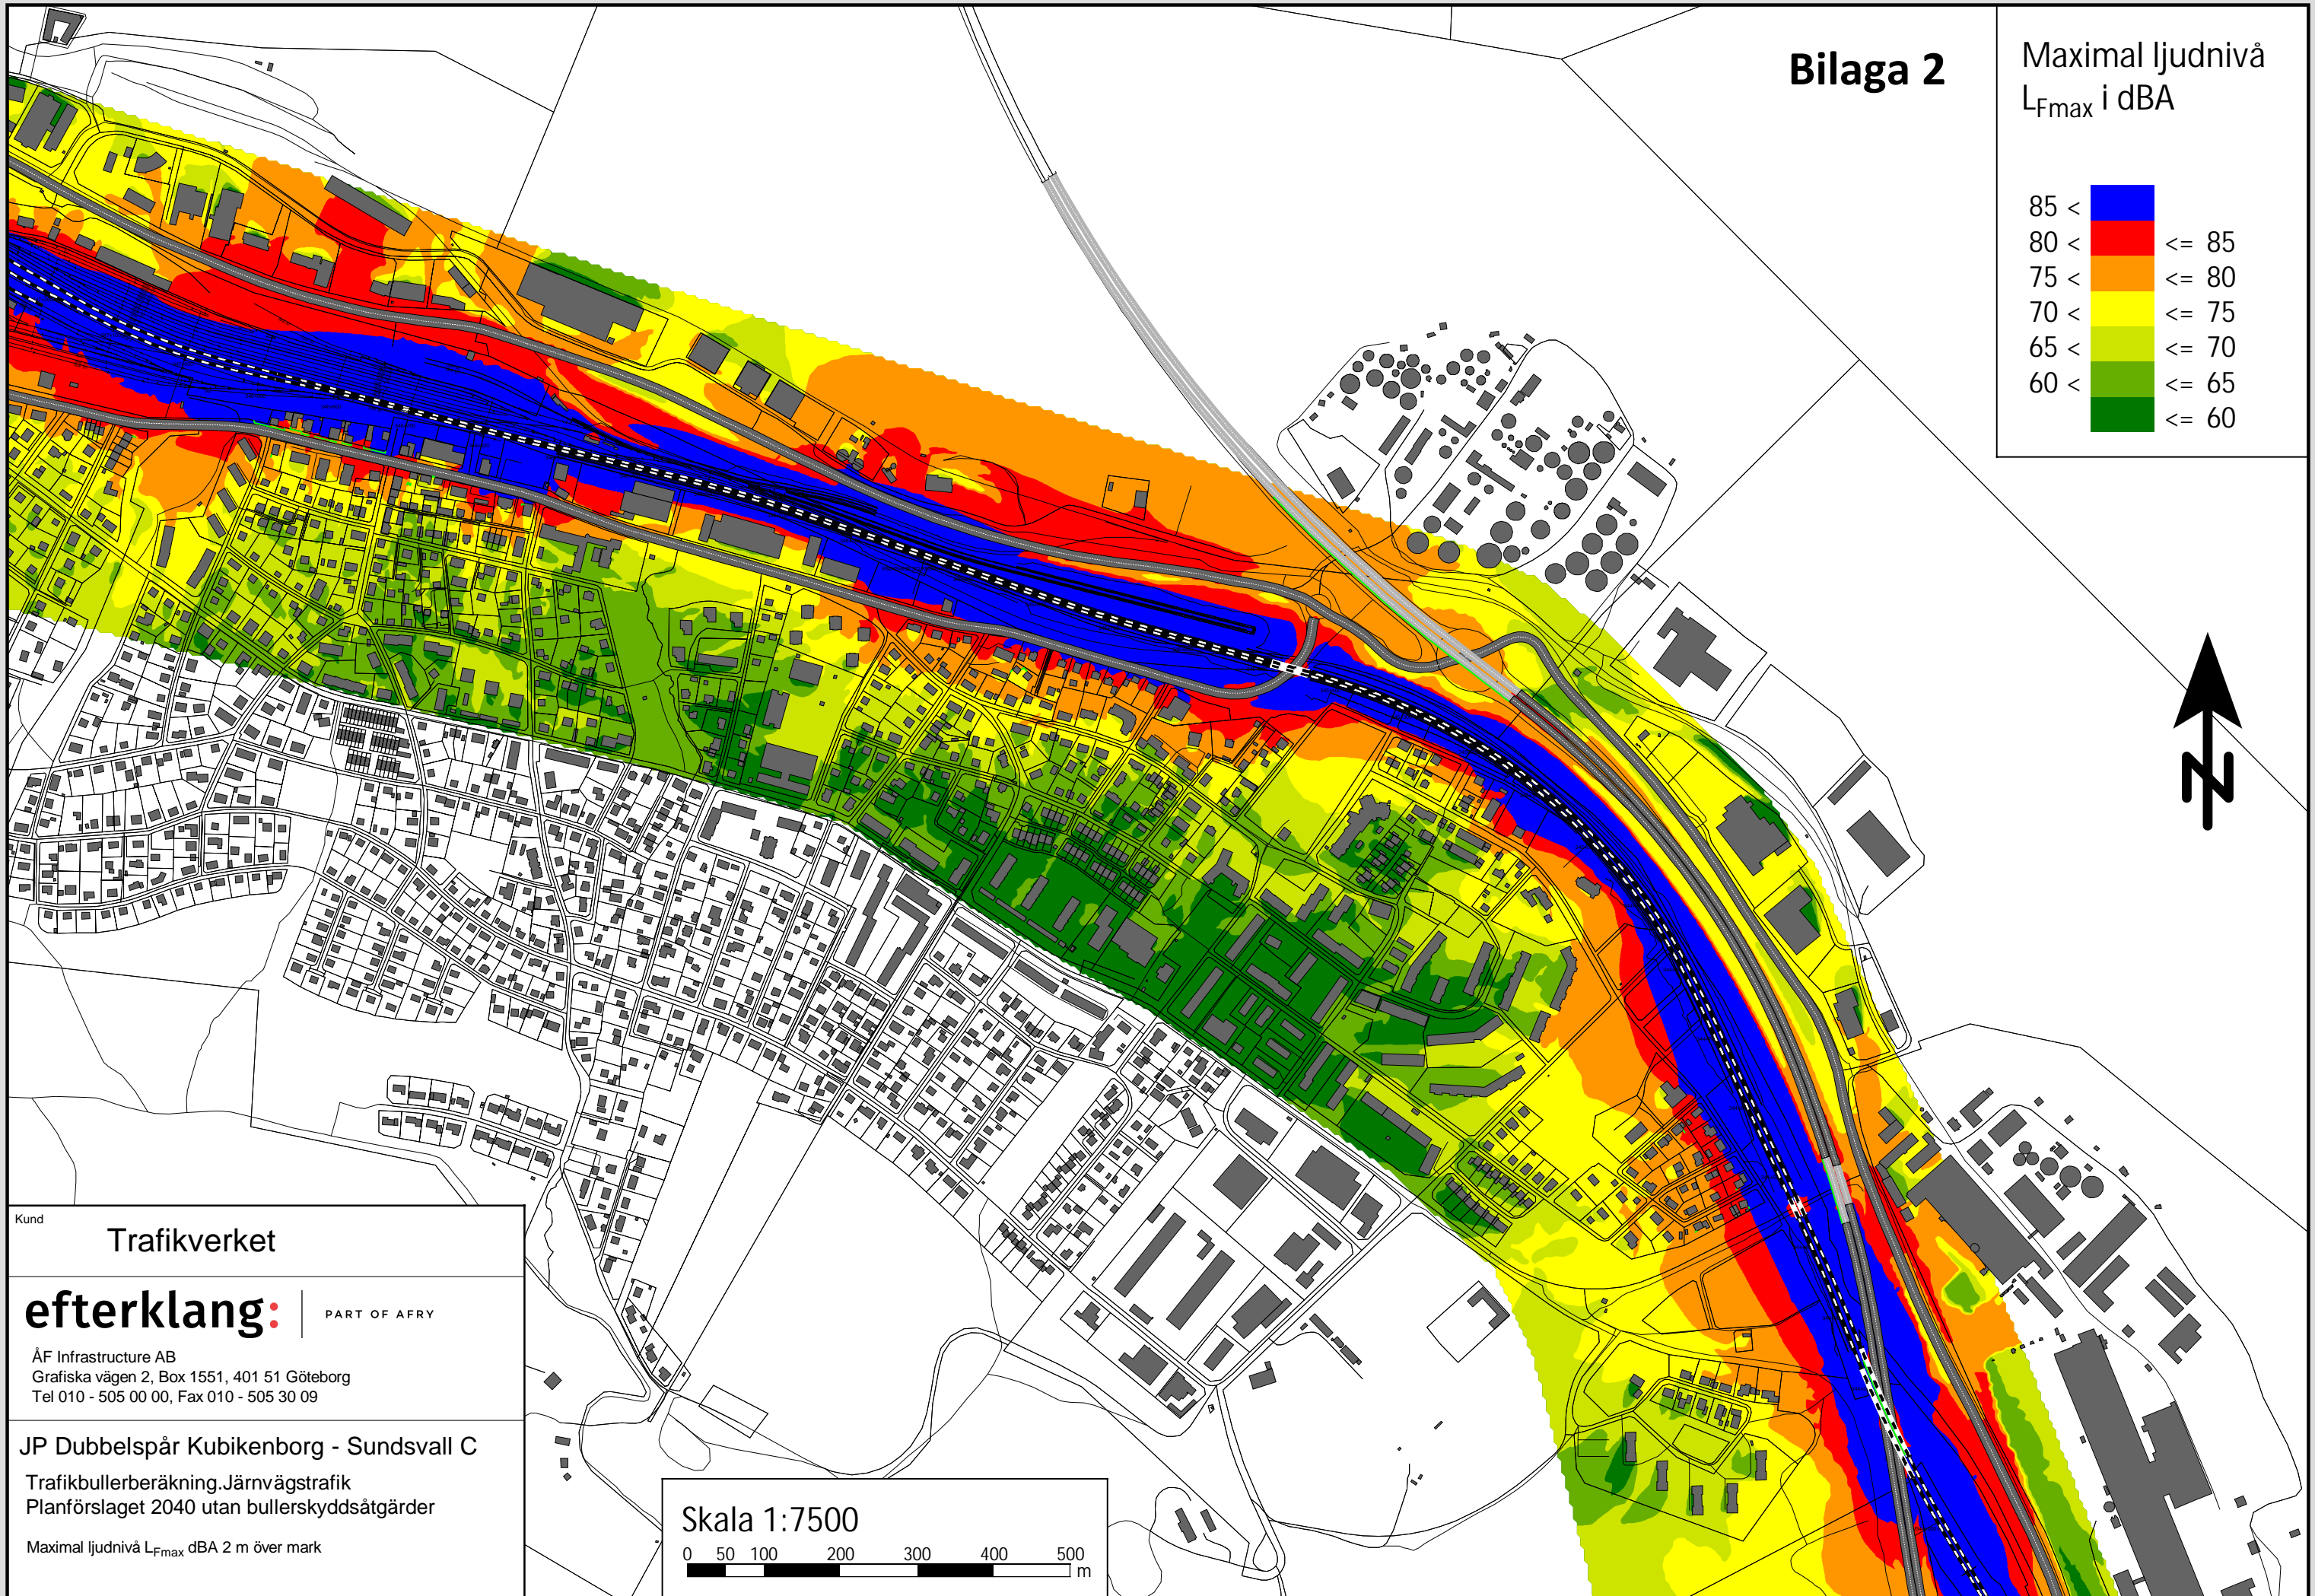 Bilaga 2
Maximal ljudnivå
LFmax i dBA
85 <
80 < <= 85
75 < <= 80
70 < <= 75
65 < <= 70
60 < <= 65
<= 60
N
Kund
Trafikverket
efterklang: PART OF AFRY
ÅF Infrastructure AB
Grafiska vägen 2, Box 1551, 401 51 Göteborg
Tel 010 - 505 00 00, Fax 010 - 505 30 09
JP Dubbelspår Kubikenborg - Sundsvall C
Trafikbullerberäkning.Järnvägstrafik
Planförslaget 2040 utan bullerskyddsåtgärder
Maximal ljudnivå LFmax dBA 2 m över mark
Skala 1:7500
0 50 100 200 300 400 500
m